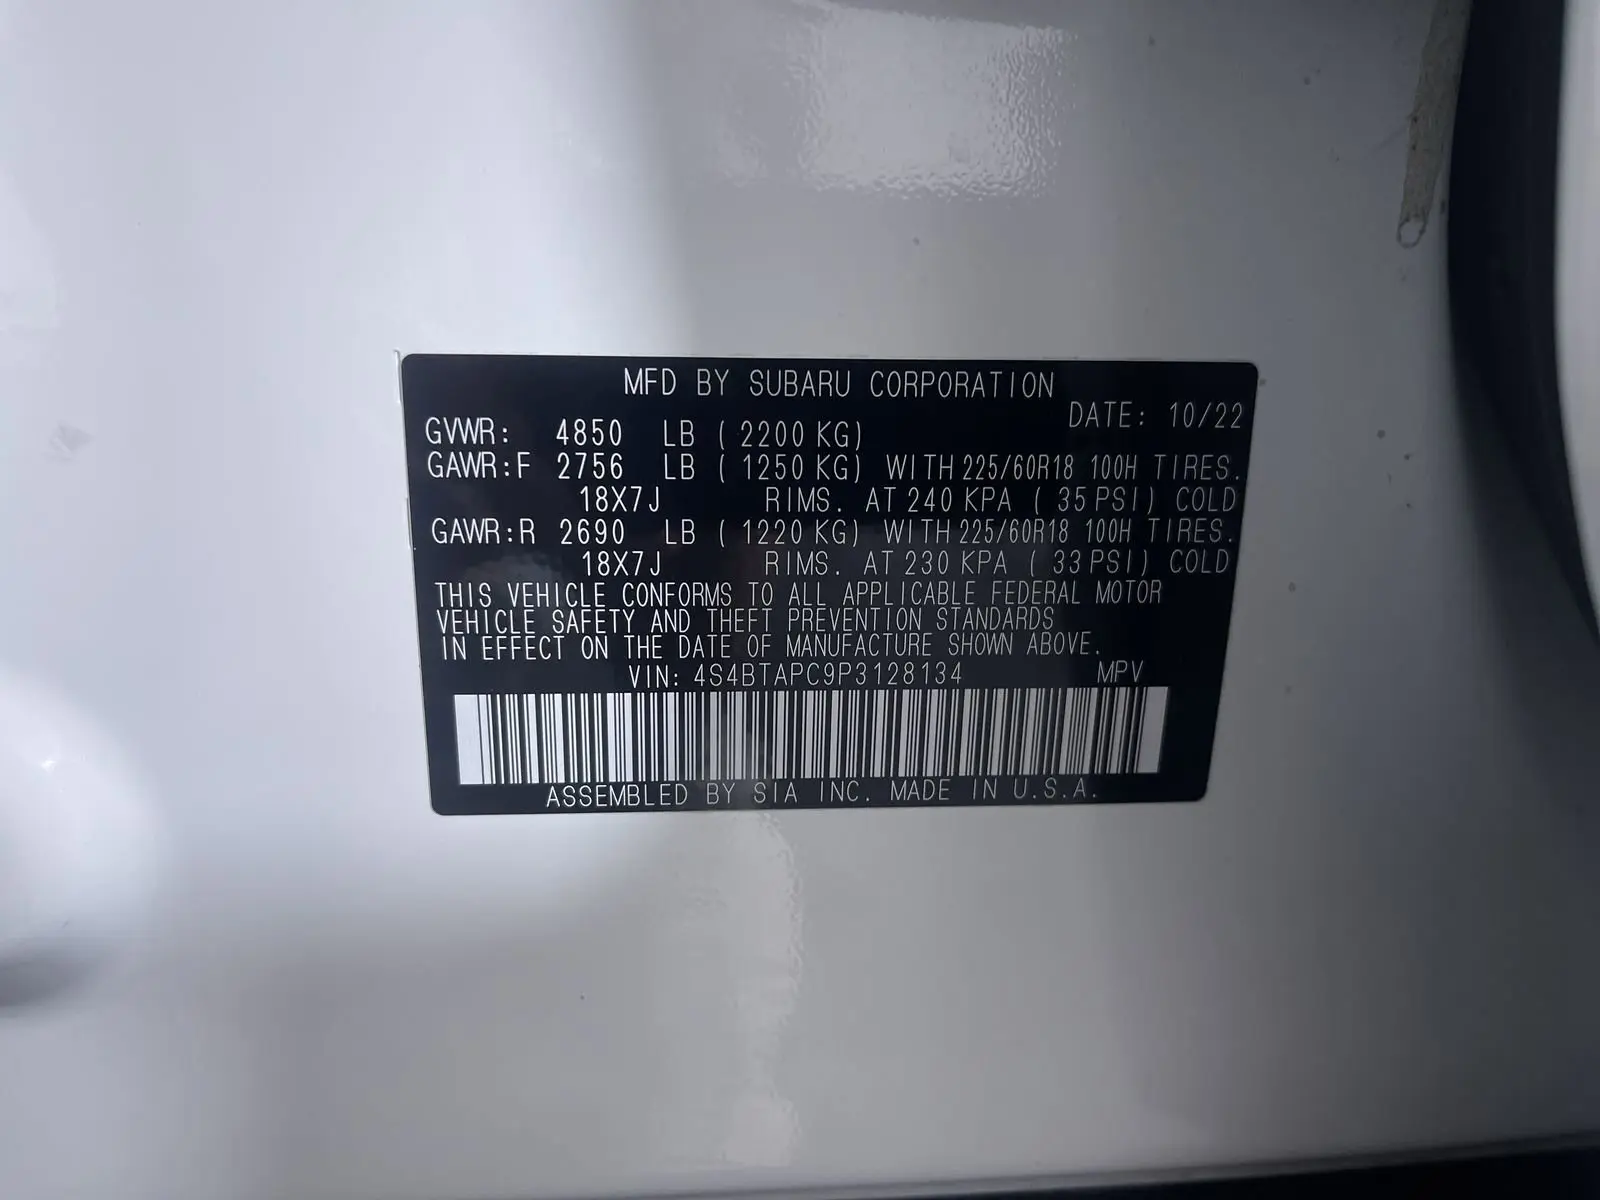 MFD BY SUBARU CORPORATION
DATE: 10/22
GVWR: 4850 LB ( 2200 KG)
GAWR:F 2756 LB ( 1250 KG) WITH 225/60R18 100H TIRES.
18X7J RIMS. AT 240 KPA ( 35 PSI) COLD
GAWR:R 2690 LB ( 1220 KG) WITH 225/60R18 100H TIRES.
18X7J RIMS. AT 230 KPA ( 33 PSI) COLD
THIS VEHICLE CONFORMS TO ALL APPLICABLE FEDERAL MOTOR
VEHICLE SAFETY AND THEFT PREVENTION STANDARDS
IN EFFECT ON THE DATE OF MANUFACTURE SHOWN ABOVE.
VIN: 4S4BTAPC9P3128134 MPV
ASSEMBLED BY SIA INC. MADE IN U.S.A.